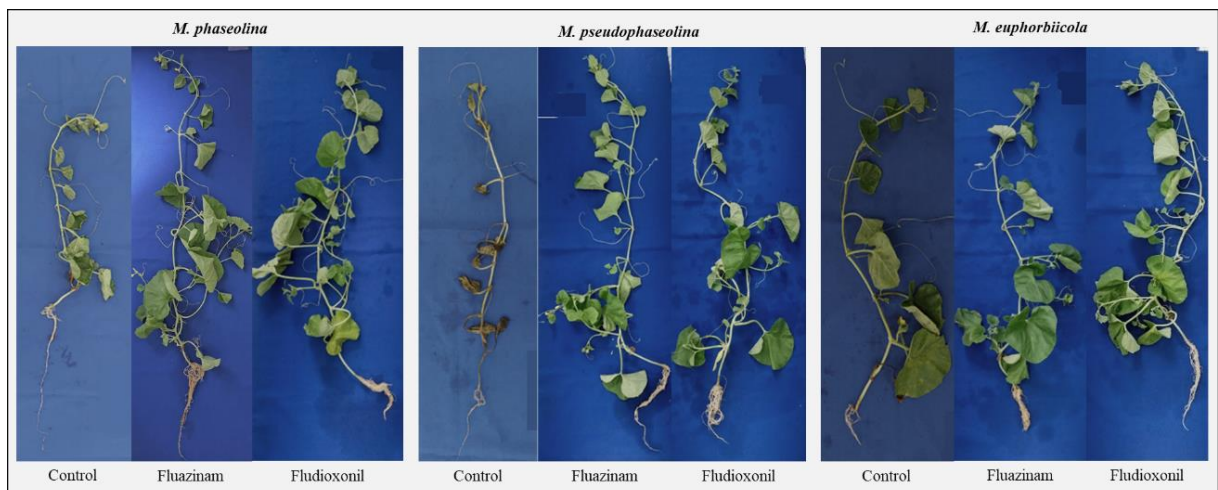 M. phaseolina
M. pseudophaseolina
M. euphorbiicola
Control
Fluazinam
Fludioxonil
Control
Fluazinam
Fludioxonil
Control
Fluazinam
Fludioxonil